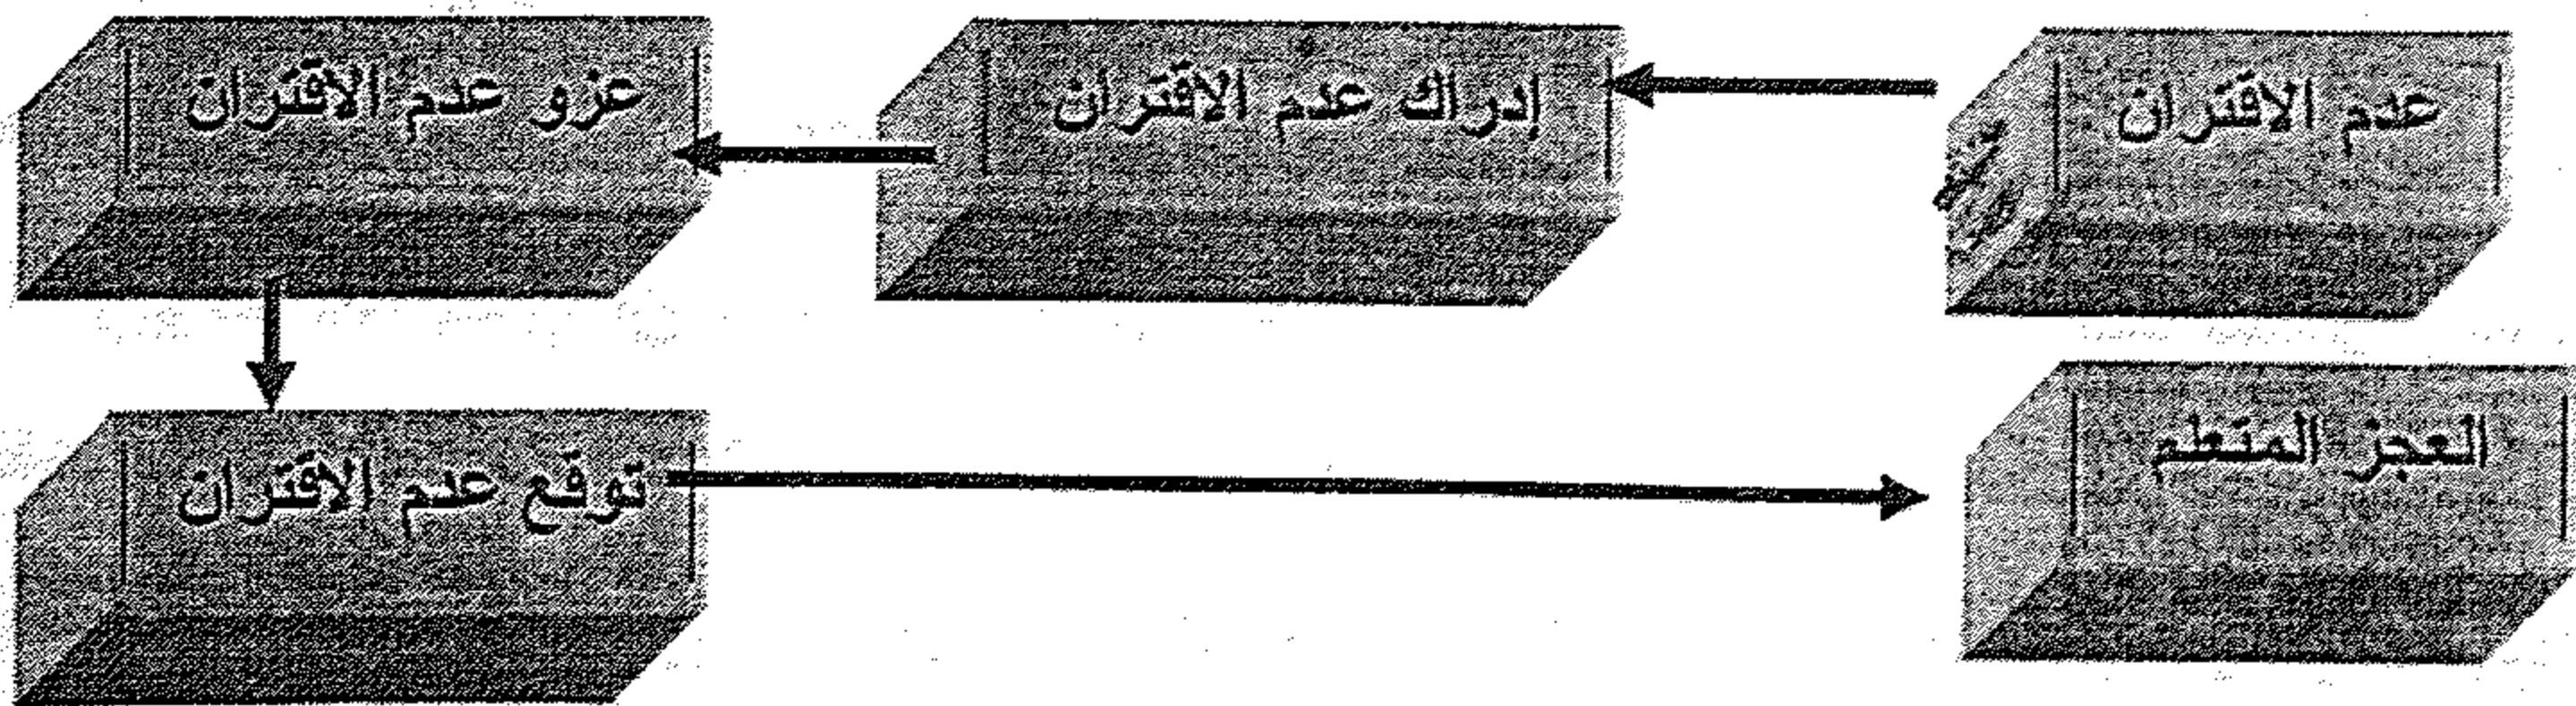 عدم الاقتران
إدراك عدم الاقتران
عزو عدم الاقتران
توقع عدم الاقتران
العجز المتعلم